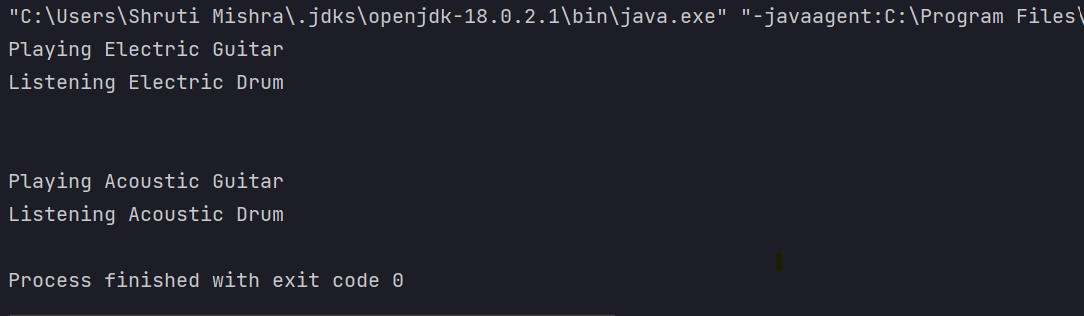 "C:\Users\Shruti Mishra\.jdks\openjdk-18.0.2.1\bin\java.exe" "-javaagent:C:\Program Files\
Playing Electric Guitar
Listening Electric Drum
Playing Acoustic Guitar
Listening Acoustic Drum
Process finished with exit code 0